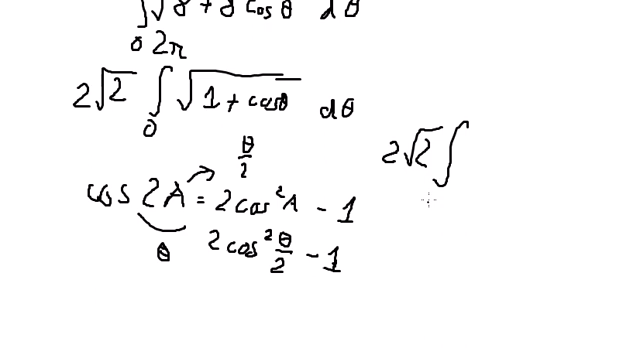 ∫√8 + 8 cos θ dθ
0 2π
2√2 ∫ √1 + cosθ dθ
0
θ/2
2√2 ∫
cos 2A = 2cos²A - 1
θ 2cos² θ/2 - 1